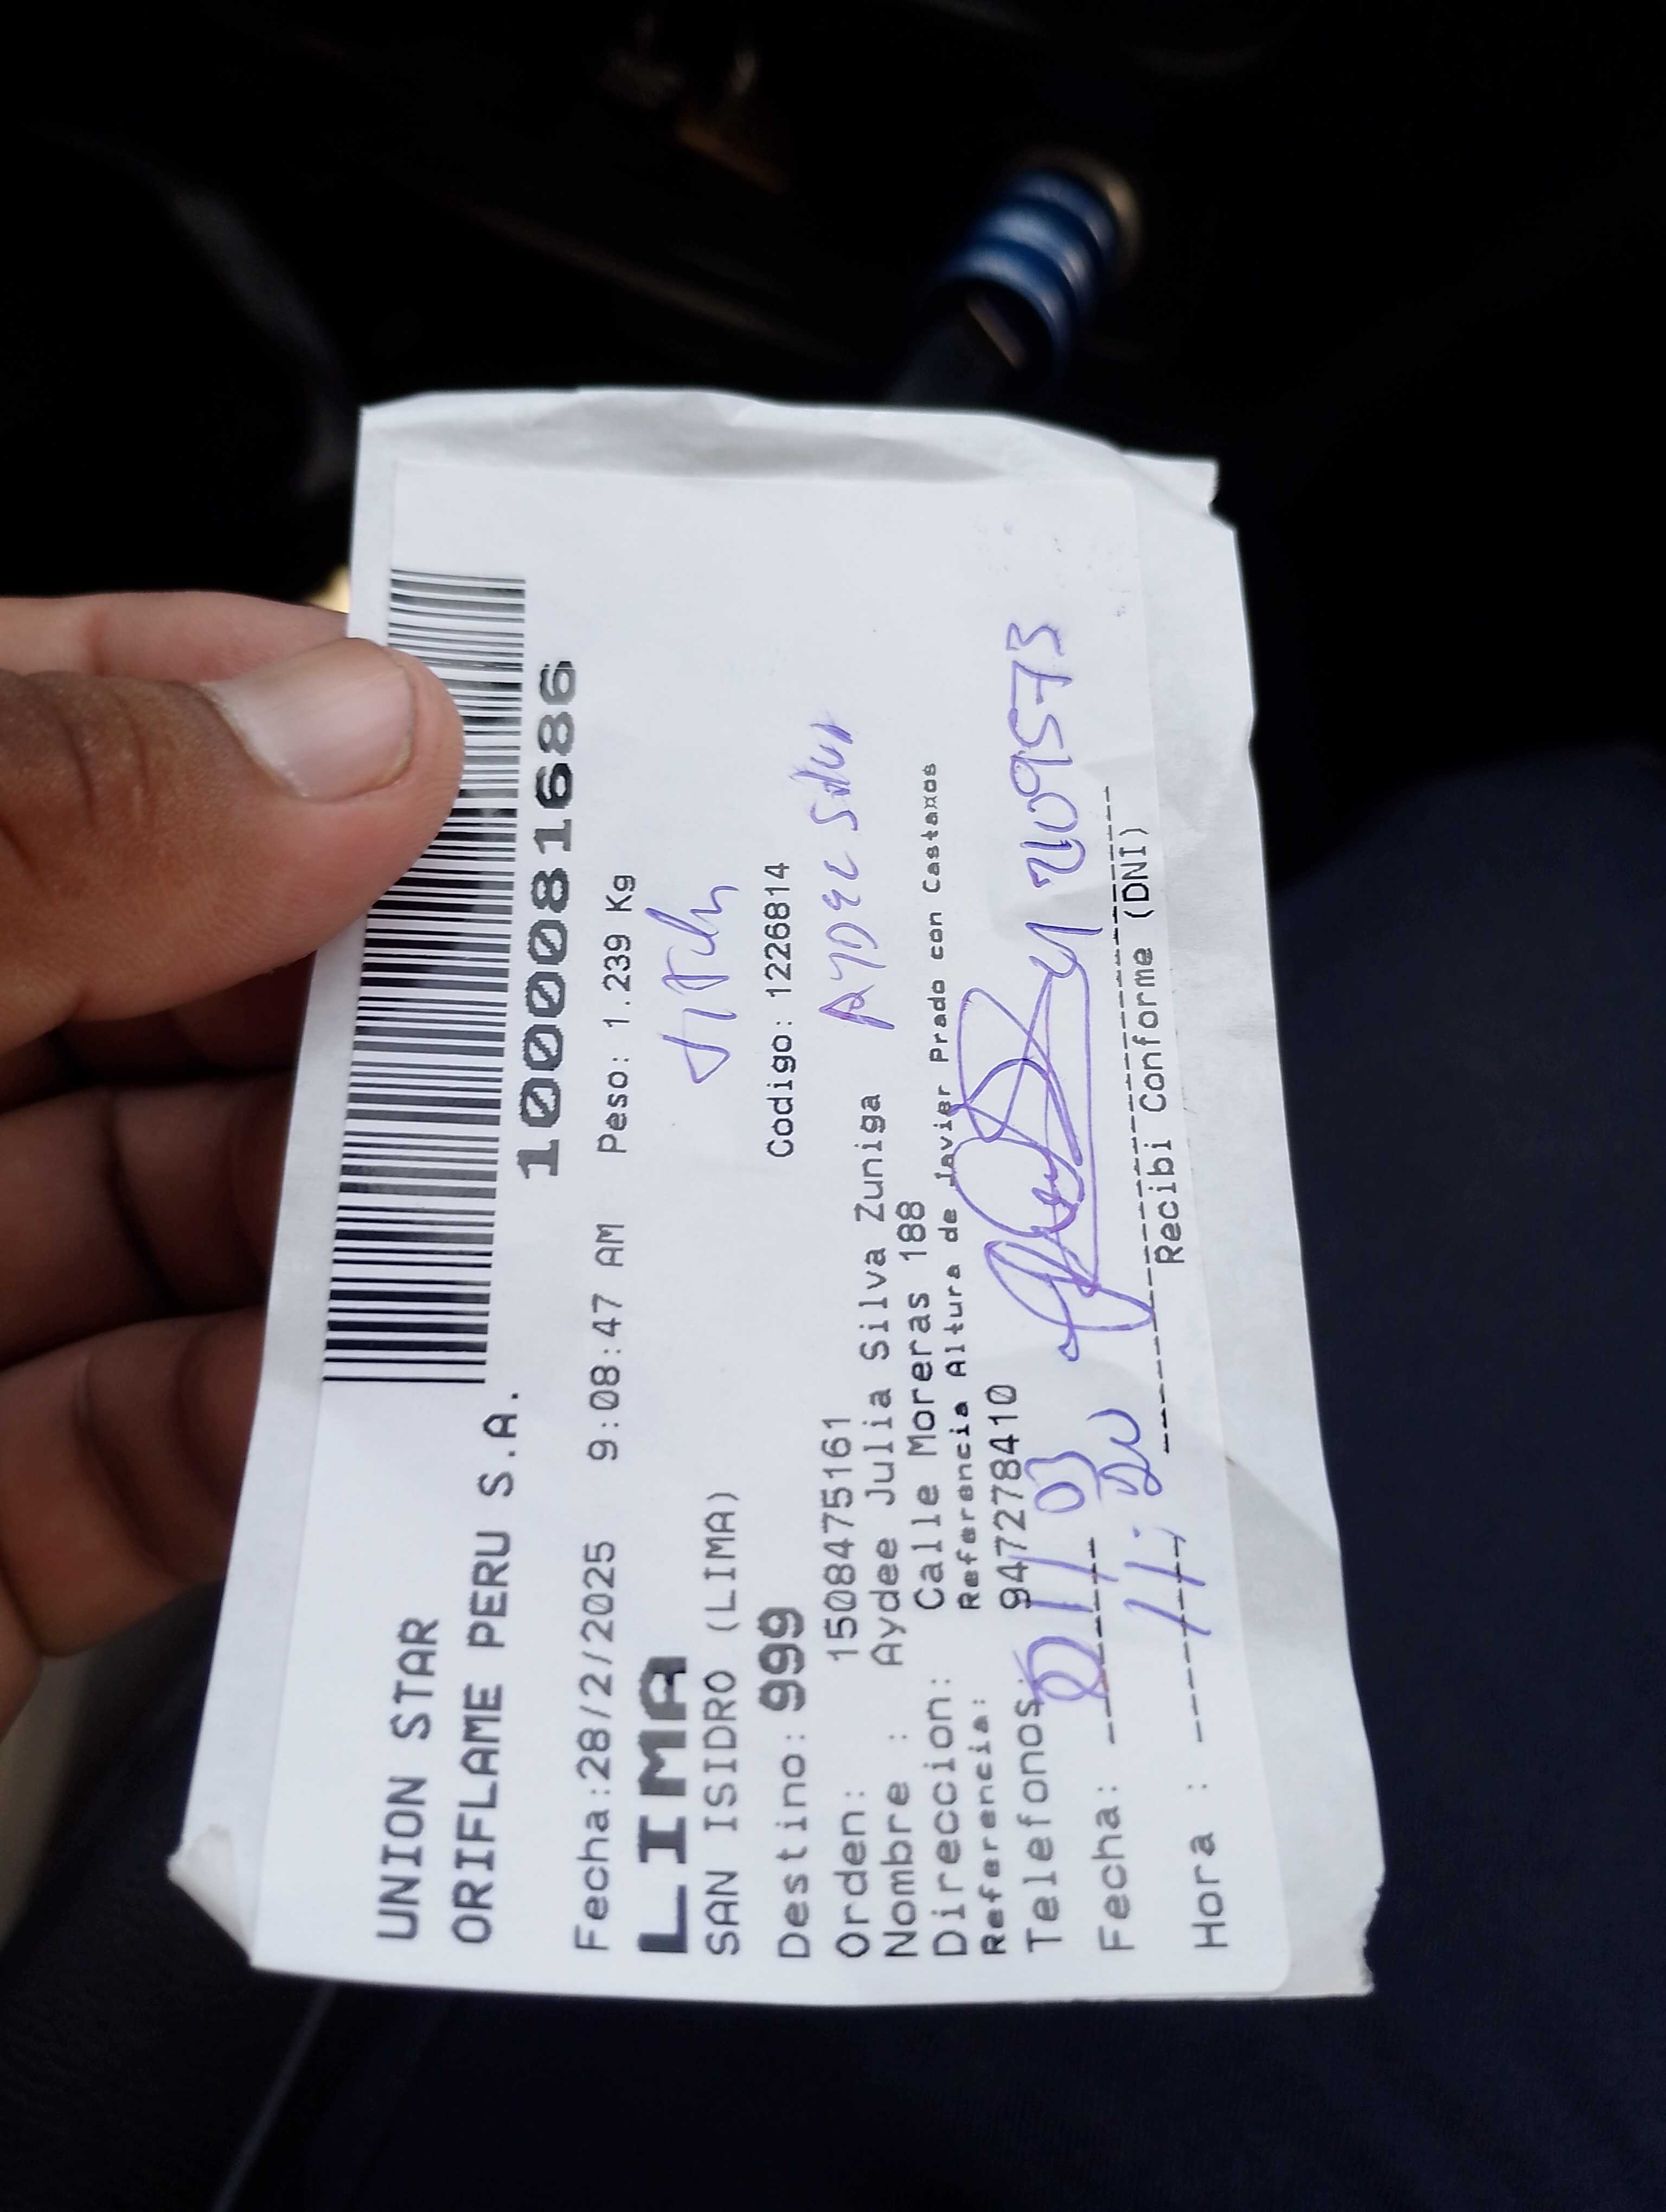 UNION STAR
ORIFLAME PERU S.A.
100081686
Fecha:28/2/2025 9:08:47 AM Peso: 1.239 Kg
LIMA
SAN ISIDRO (LIMA)
Destino: 999 Codigo: 1226814
Orden: 1508475161
Nombre : Aydee Julia Silva Zuniga
Direccion: Calle Moreras 188
Referencia: Referencia Altura de Javier Prado con Casta¤os
Telefonos: 947278410
Fecha: 01/03
Hora : 11:20
Recibi Conforme (DNI)